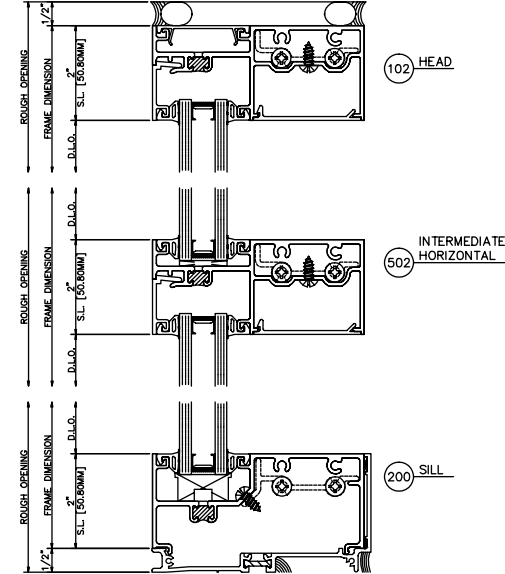 ROUGH OPENING
FRAME DIMENSION
1/2"
2"
S.L. [50.80MM]
D.L.O.
102 HEAD
ROUGH OPENING
FRAME DIMENSION
D.L.O.
2"
S.L. [50.80MM]
D.L.O.
502 INTERMEDIATE
HORIZONTAL
ROUGH OPENING
FRAME DIMENSION
D.L.O.
2"
S.L. [50.80MM]
1/2"
200 SILL